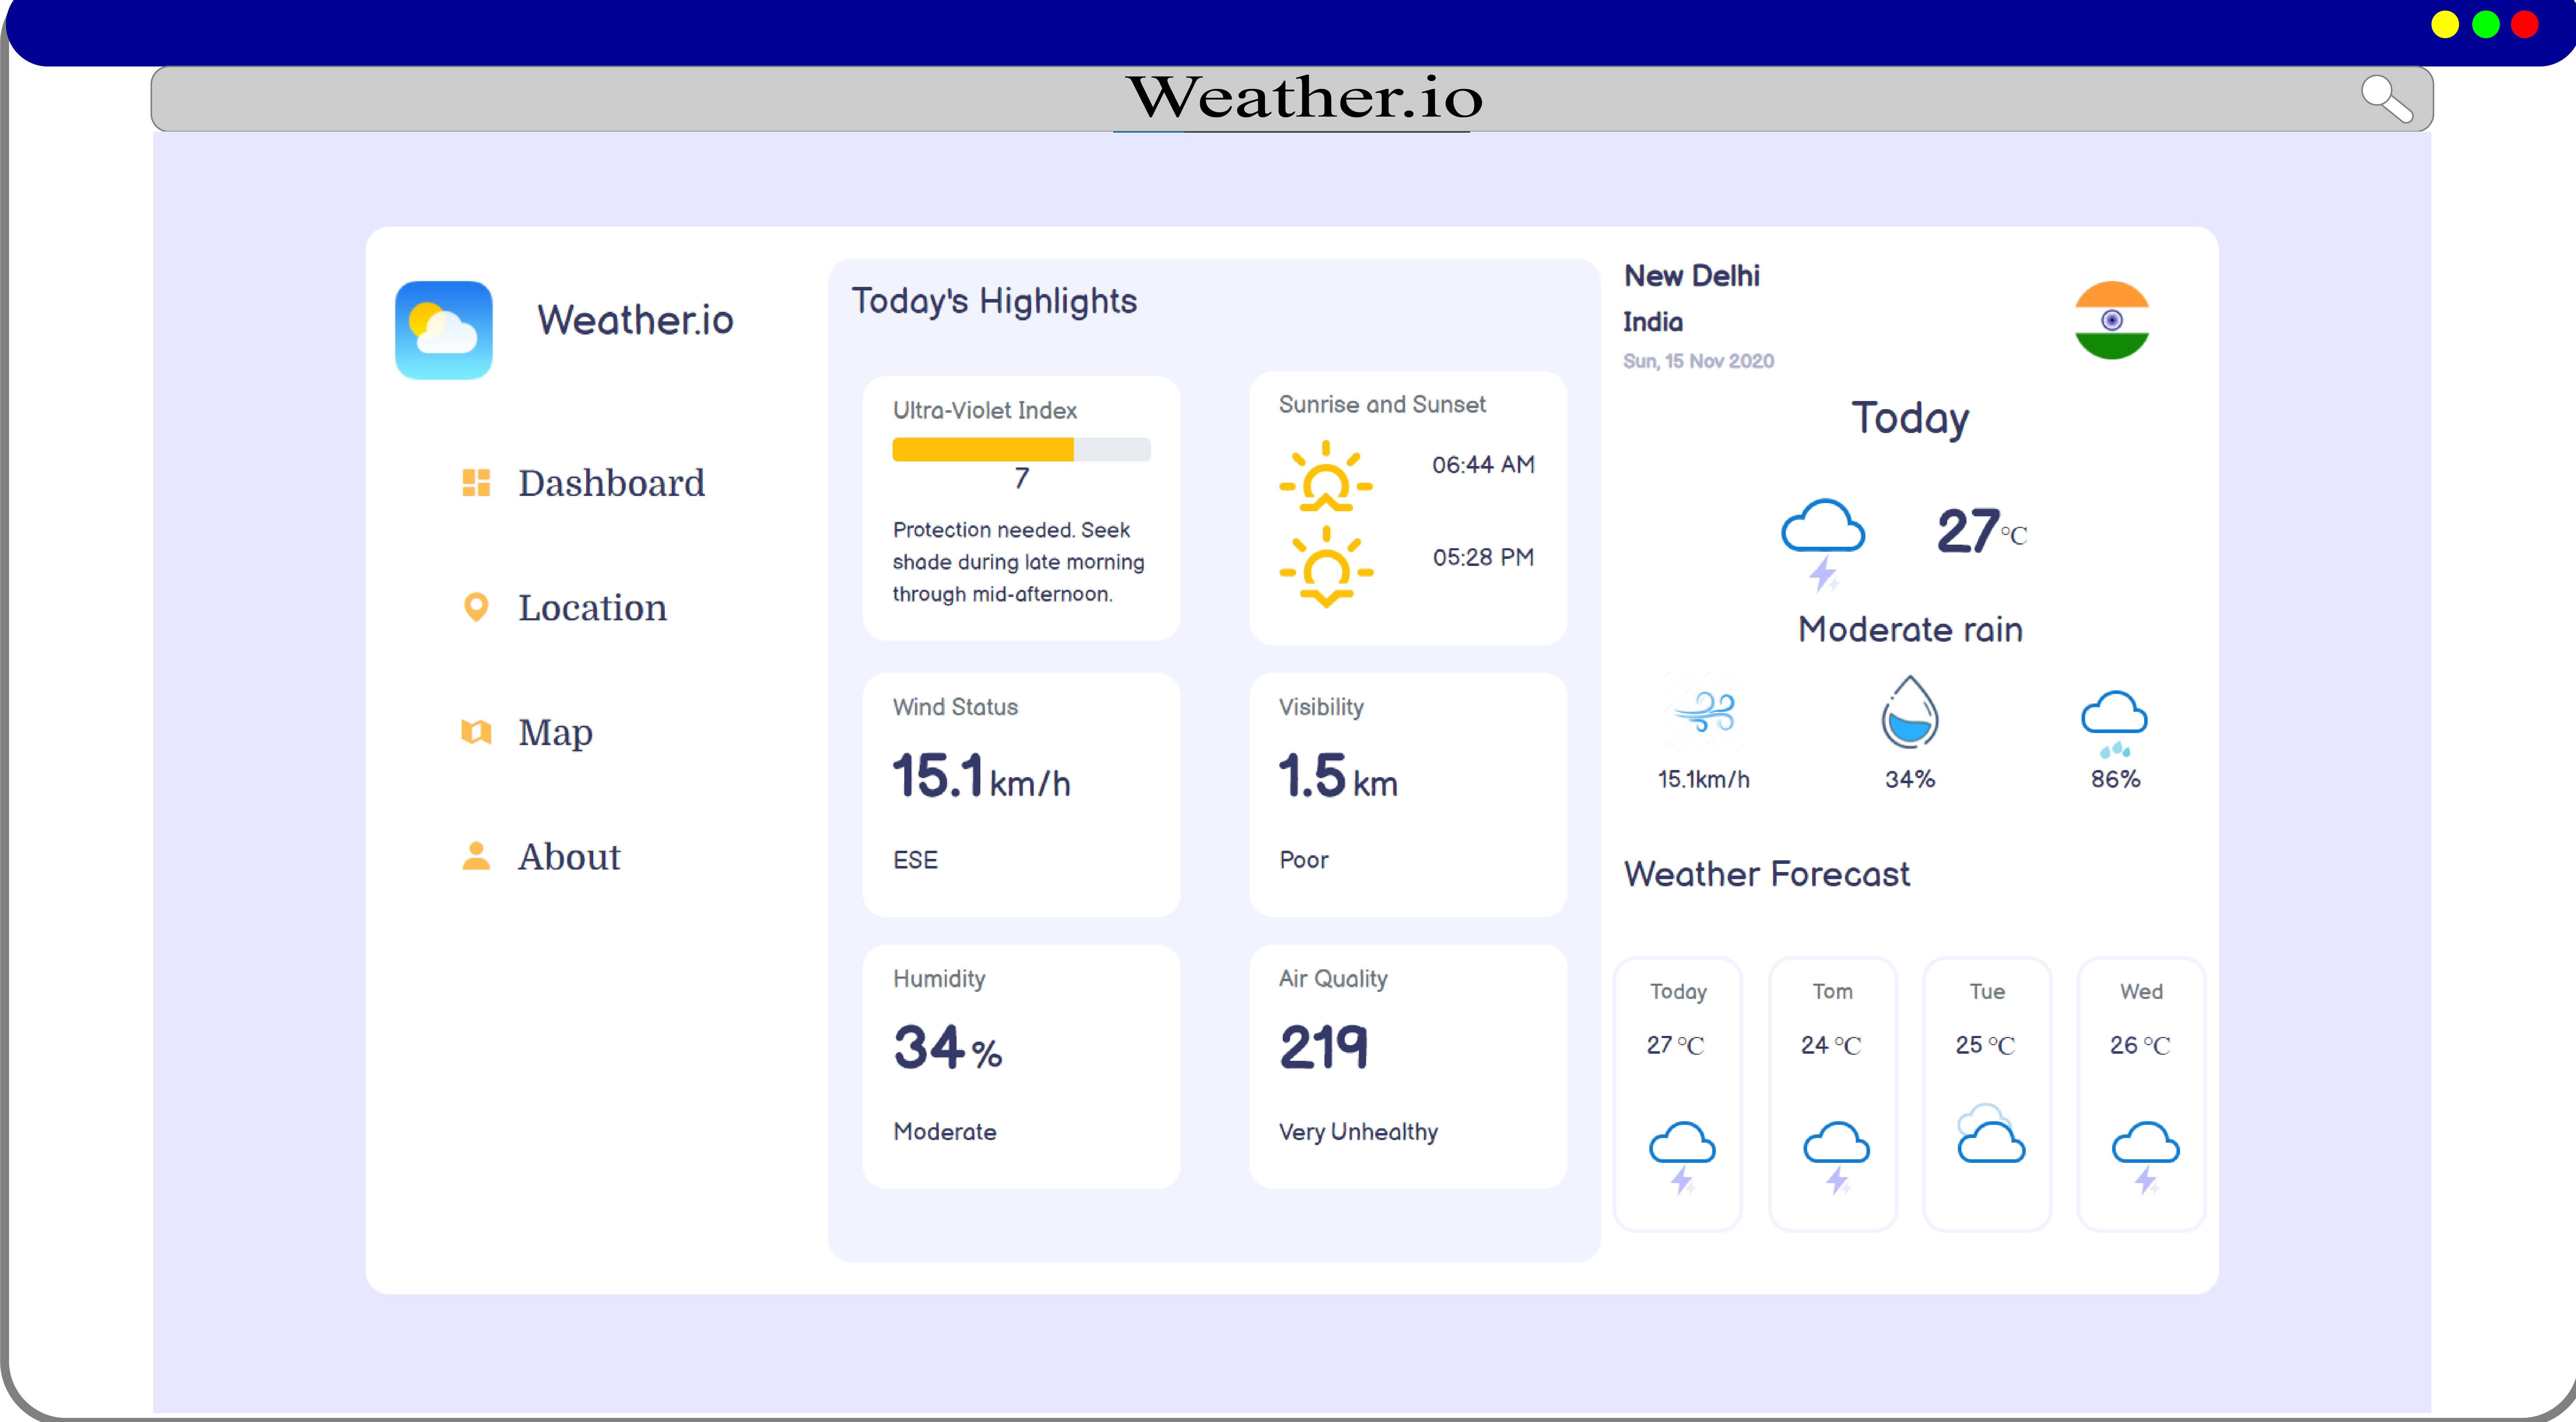 Weather.io
Weather.io
Dashboard
Location
Map
About
Today's Highlights
Ultra-Violet Index
7
Protection needed. Seek
shade during late morning
through mid-afternoon.
Sunrise and Sunset
06:44 AM
05:28 PM
Wind Status
15.1 km/h
ESE
Visibility
1.5 km
Poor
Humidity
34 %
Moderate
Air Quality
219
Very Unhealthy
New Delhi
India
Sun, 15 Nov 2020
Today
27°C
Moderate rain
15.1km/h
34%
86%
Weather Forecast
Today
27 °C
Tom
24 °C
Tue
25 °C
Wed
26 °C